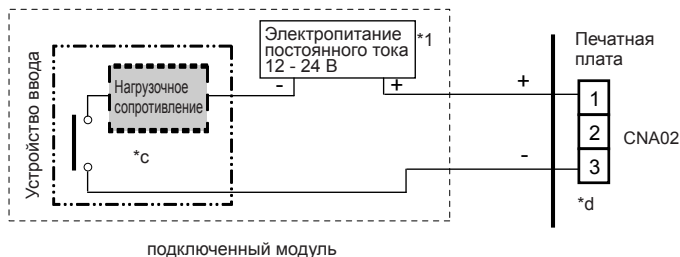 Электропитание
постоянного тока
12 - 24 В
*1
Печатная
плата
Устройство ввода
Нагрузочное
сопротивление
- + + 1
2 CNA02
*c
- 3
*d
подключенный модуль